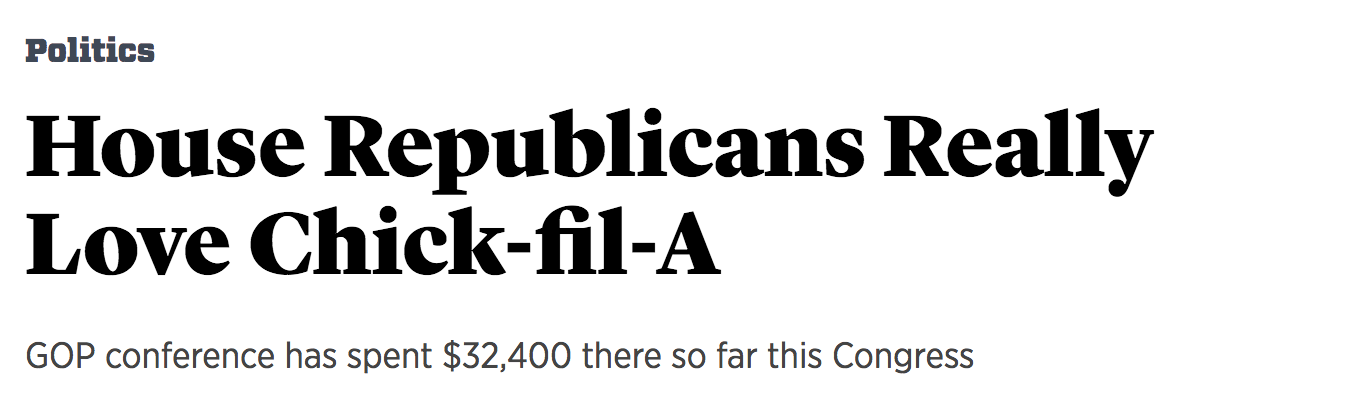 Politics
House Republicans Really
Love Chick-fil-A
GOP conference has spent $32,400 there so far this Congress